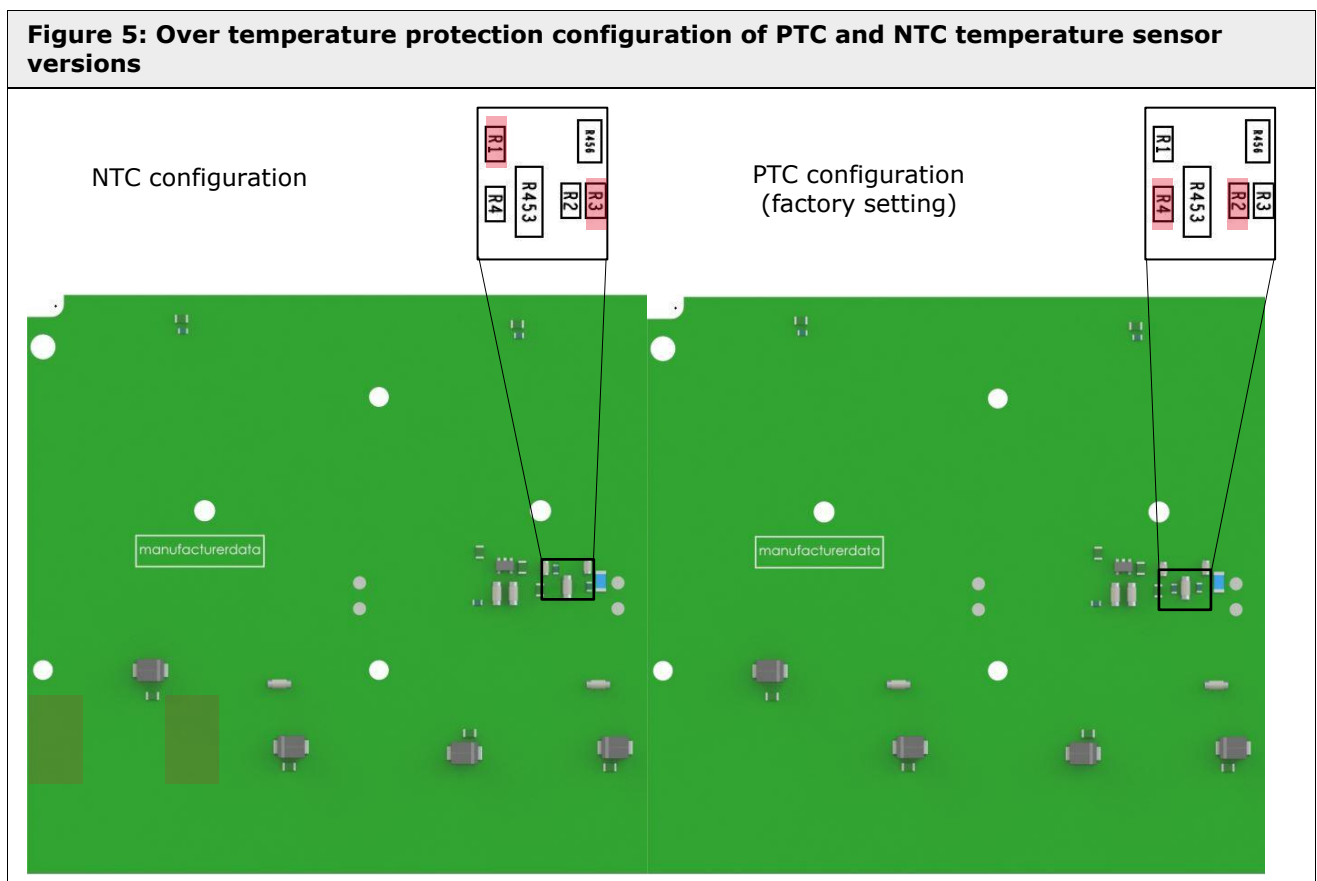 Figure 5: Over temperature protection configuration of PTC and NTC temperature sensor
versions
NTC configuration
R1
R456
R4
R453
R2
R3
PTC configuration
(factory setting)
R1
R456
R4
R453
R2
R3
manufacturerdata
manufacturerdata